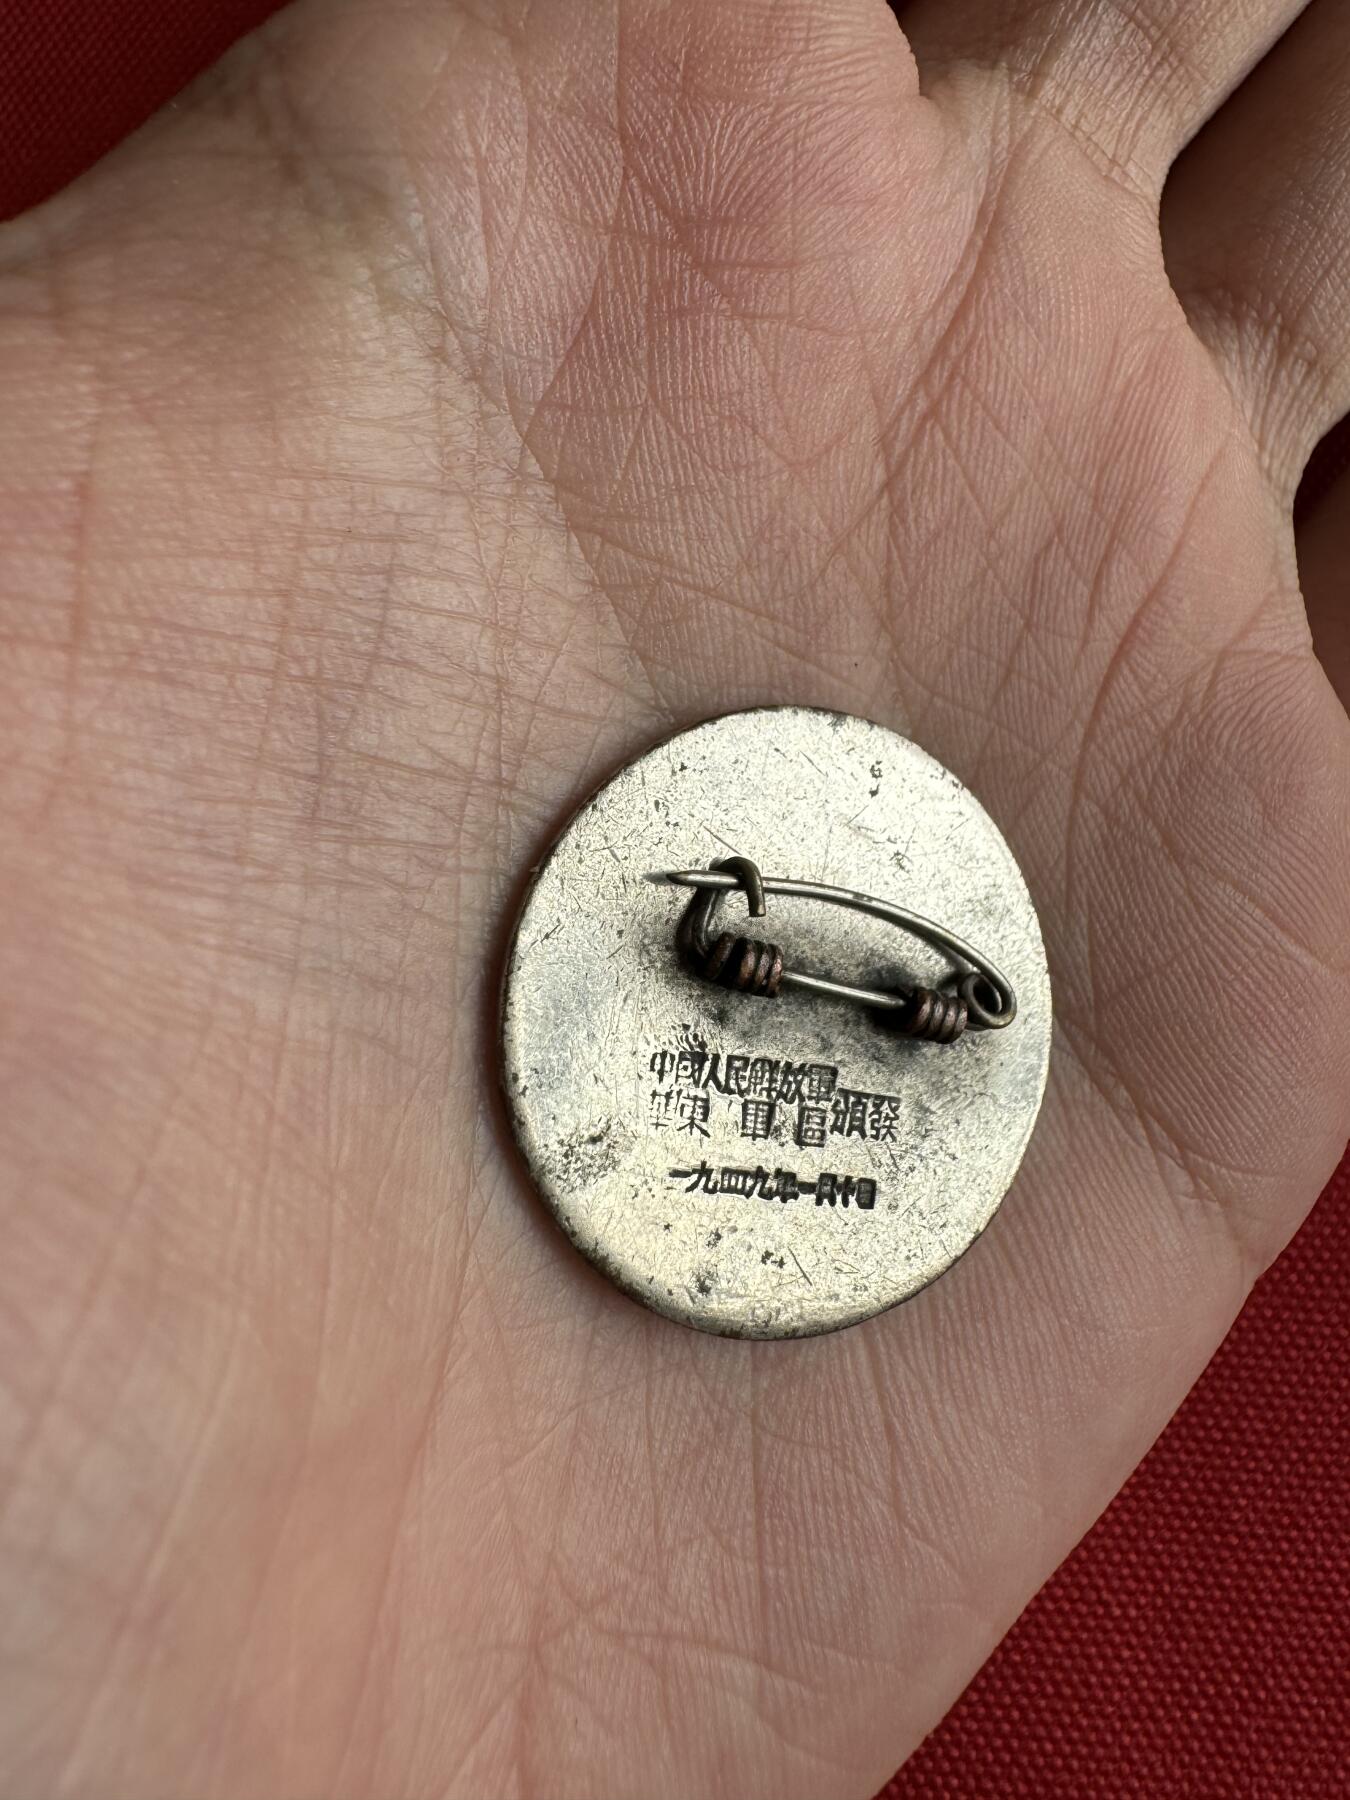 中國人民解放軍
華東軍區頒發
一九四九年一月十日